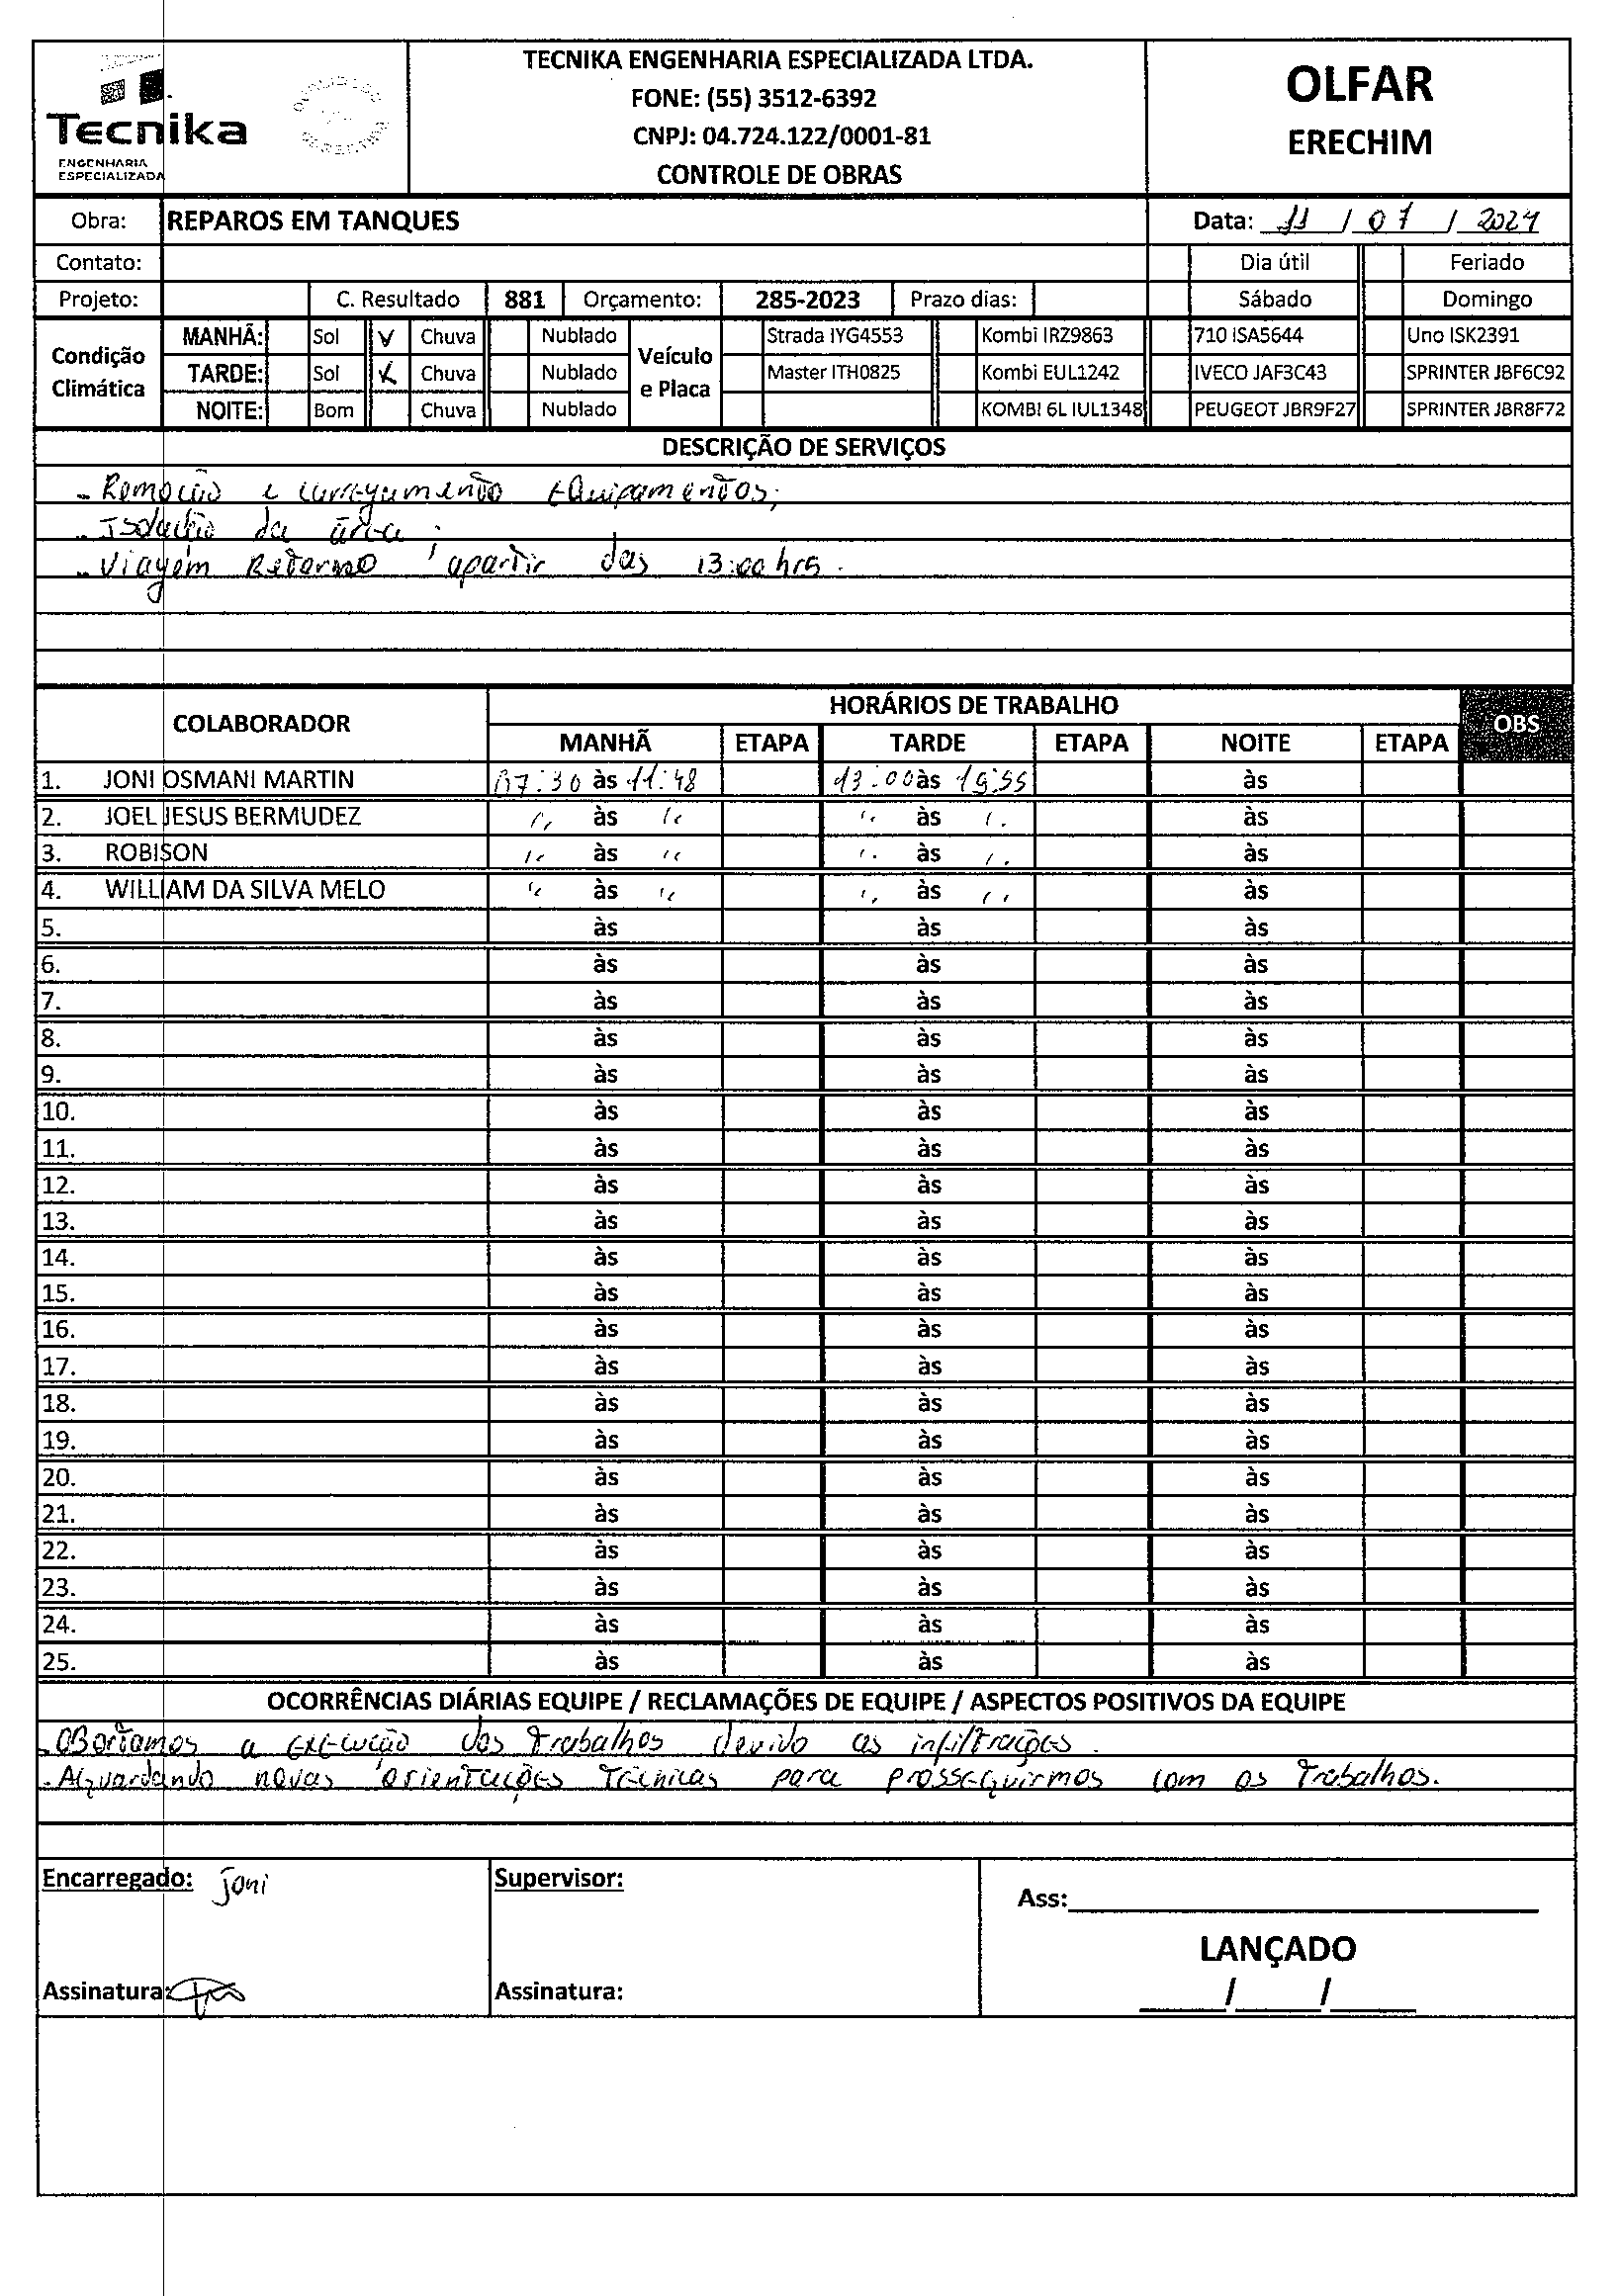 TECNIKA ENGENHARIA ESPECIALIZADA LTDA.
FONE: (55) 3512-6392
CNPJ: 04.724.122/0001-81
CONTROLE DE OBRAS
Tecnika
ENGENHARIA
ESPECIALIZADA
OLFAR
ERECHIM
Obra: REPAROS EM TANQUES Data: 11 / 07 / 2024
Contato: Dia útil Feriado
Projeto: C. Resultado 881 Orçamento: 285-2023 Prazo dias: Sábado Domingo
Condição Climática Veículo e Placa
MANHÃ: Sol V Chuva Nublado Strada IYG4553 Kombi IRZ9863 710 ISA5644 Uno ISK2391
TARDE: Sol V Chuva Nublado Master ITH0825 Kombi EUL1242 IVECO JAF3C43 SPRINTER JBF6C92
NOITE: Bom Chuva Nublado KOMBI 6L IUL1348 PEUGEOT JBR9F27 SPRINTER JBR8F72
DESCRIÇÃO DE SERVIÇOS
- Remoção e carregamento Equipamentos;
- Isolação da área;
- Viagem Retorno apartir das 13:00hrs.
COLABORADOR HORÁRIOS DE TRABALHO OBS
MANHÃ ETAPA TARDE ETAPA NOITE ETAPA
1. JONI OSMANI MARTIN 07:30 às 11:48 13:00 às 19:55 às
2. JOEL JESUS BERMUDEZ " às " " às " às
3. ROBISON " às " " às " às
4. WILLIAM DA SILVA MELO " às " " às " às
5. às às às
6. às às às
7. às às às
8. às às às
9. às às às
10. às às às
11. às às às
12. às às às
13. às às às
14. às às às
15. às às às
16. às às às
17. às às às
18. às às às
19. às às às
20. às às às
21. às às às
22. às às às
23. às às às
24. às às às
25. às às às
OCORRÊNCIAS DIÁRIAS EQUIPE / RECLAMAÇÕES DE EQUIPE / ASPECTOS POSITIVOS DA EQUIPE
- OBortamos a execução dos Trabalhos devido as infiltrações.
- Aguardando novas orientações Técnicas para prosseguirmos com os Trabalhos.
Encarregado: Joni Supervisor: Ass:
LANÇADO
Assinatura: Assinatura: / /